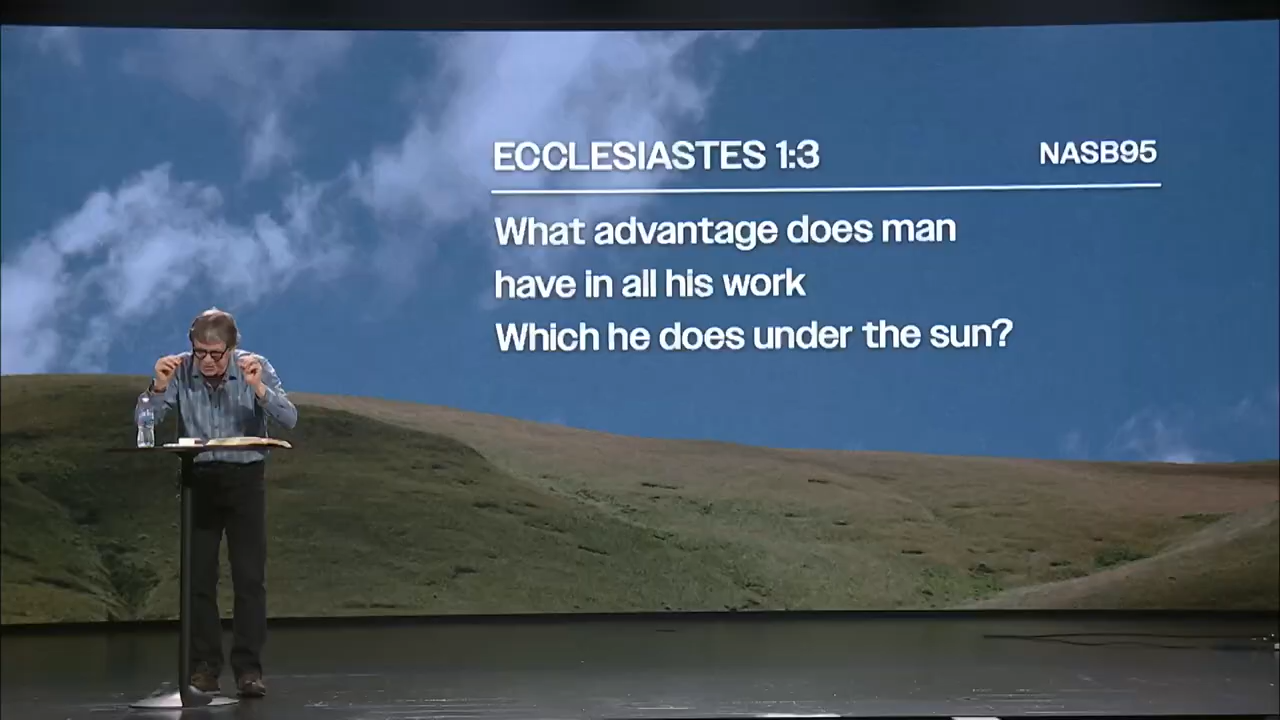 ECCLESIASTES 1:3 NASB95
What advantage does man
have in all his work
Which he does under the sun?